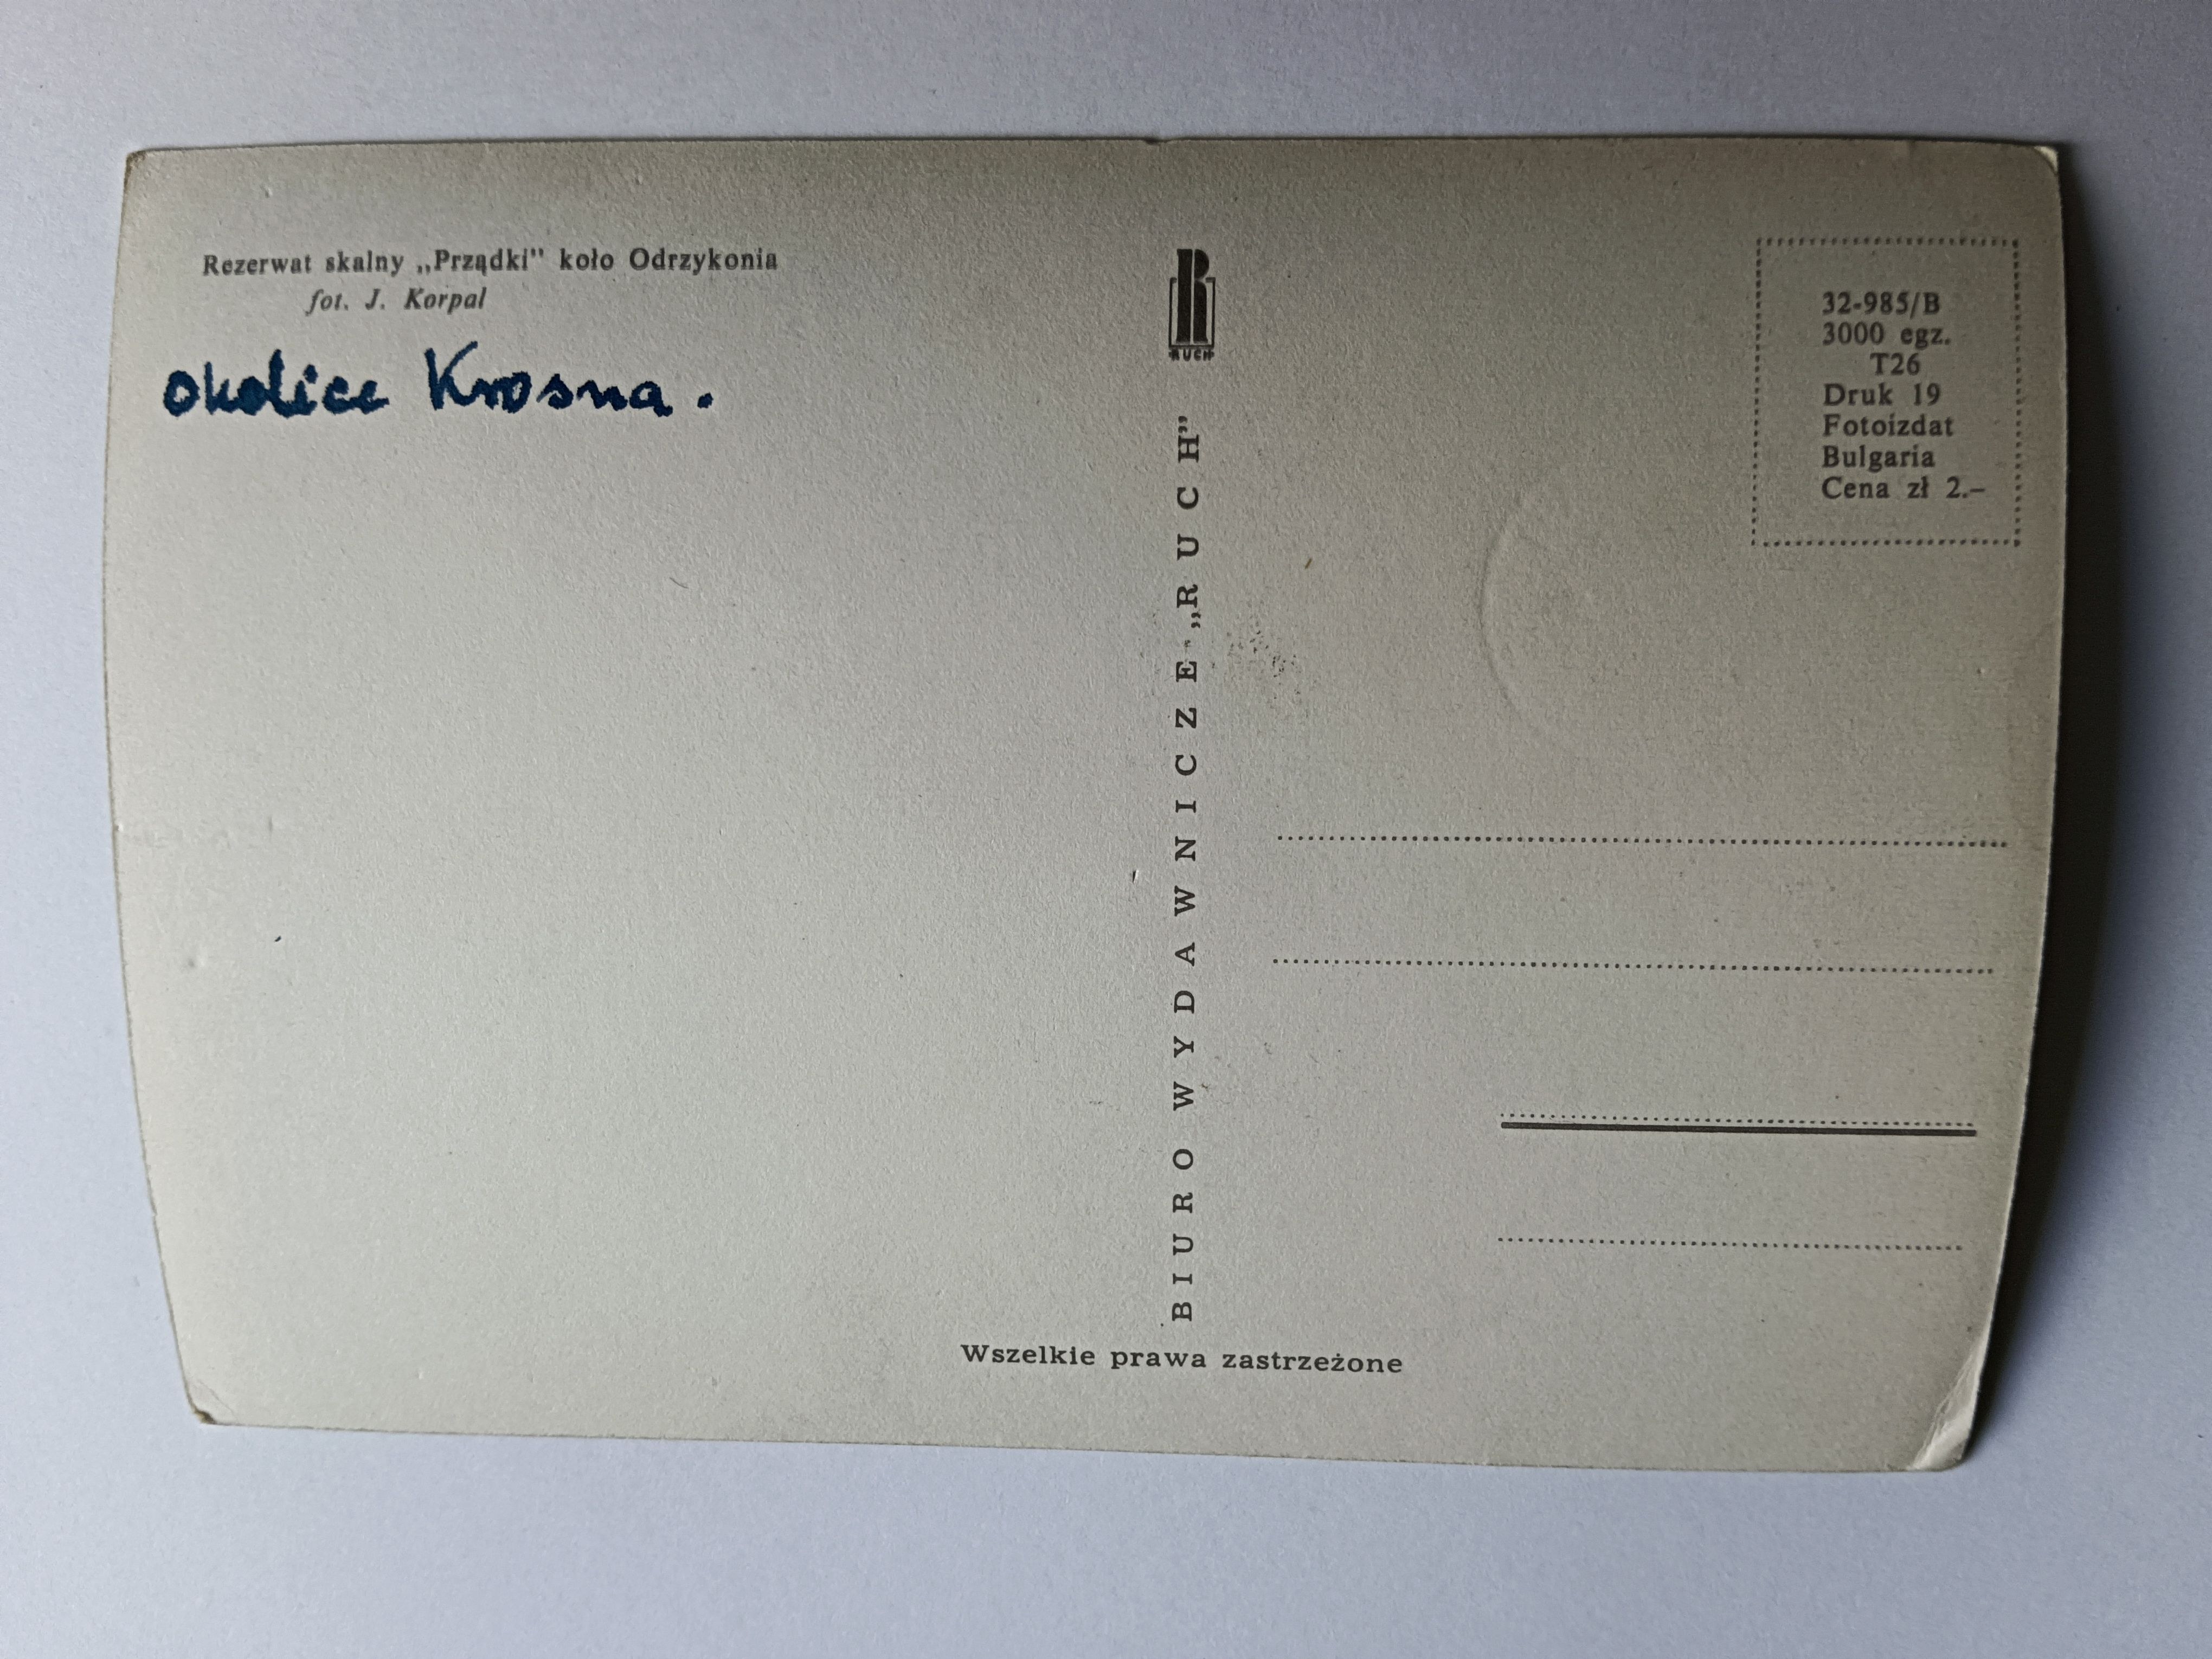 Rezerwat skalny „Prządki" koło Odrzykonia
fot. J. Korpal
okolice Krosna.
R
RUCH
BIURO WYDAWNICZE „RUCH"
32-985/B
3000 egz.
T26
Druk 19
Fotoizdat
Bulgaria
Cena zł 2.–
Wszelkie prawa zastrzeżone